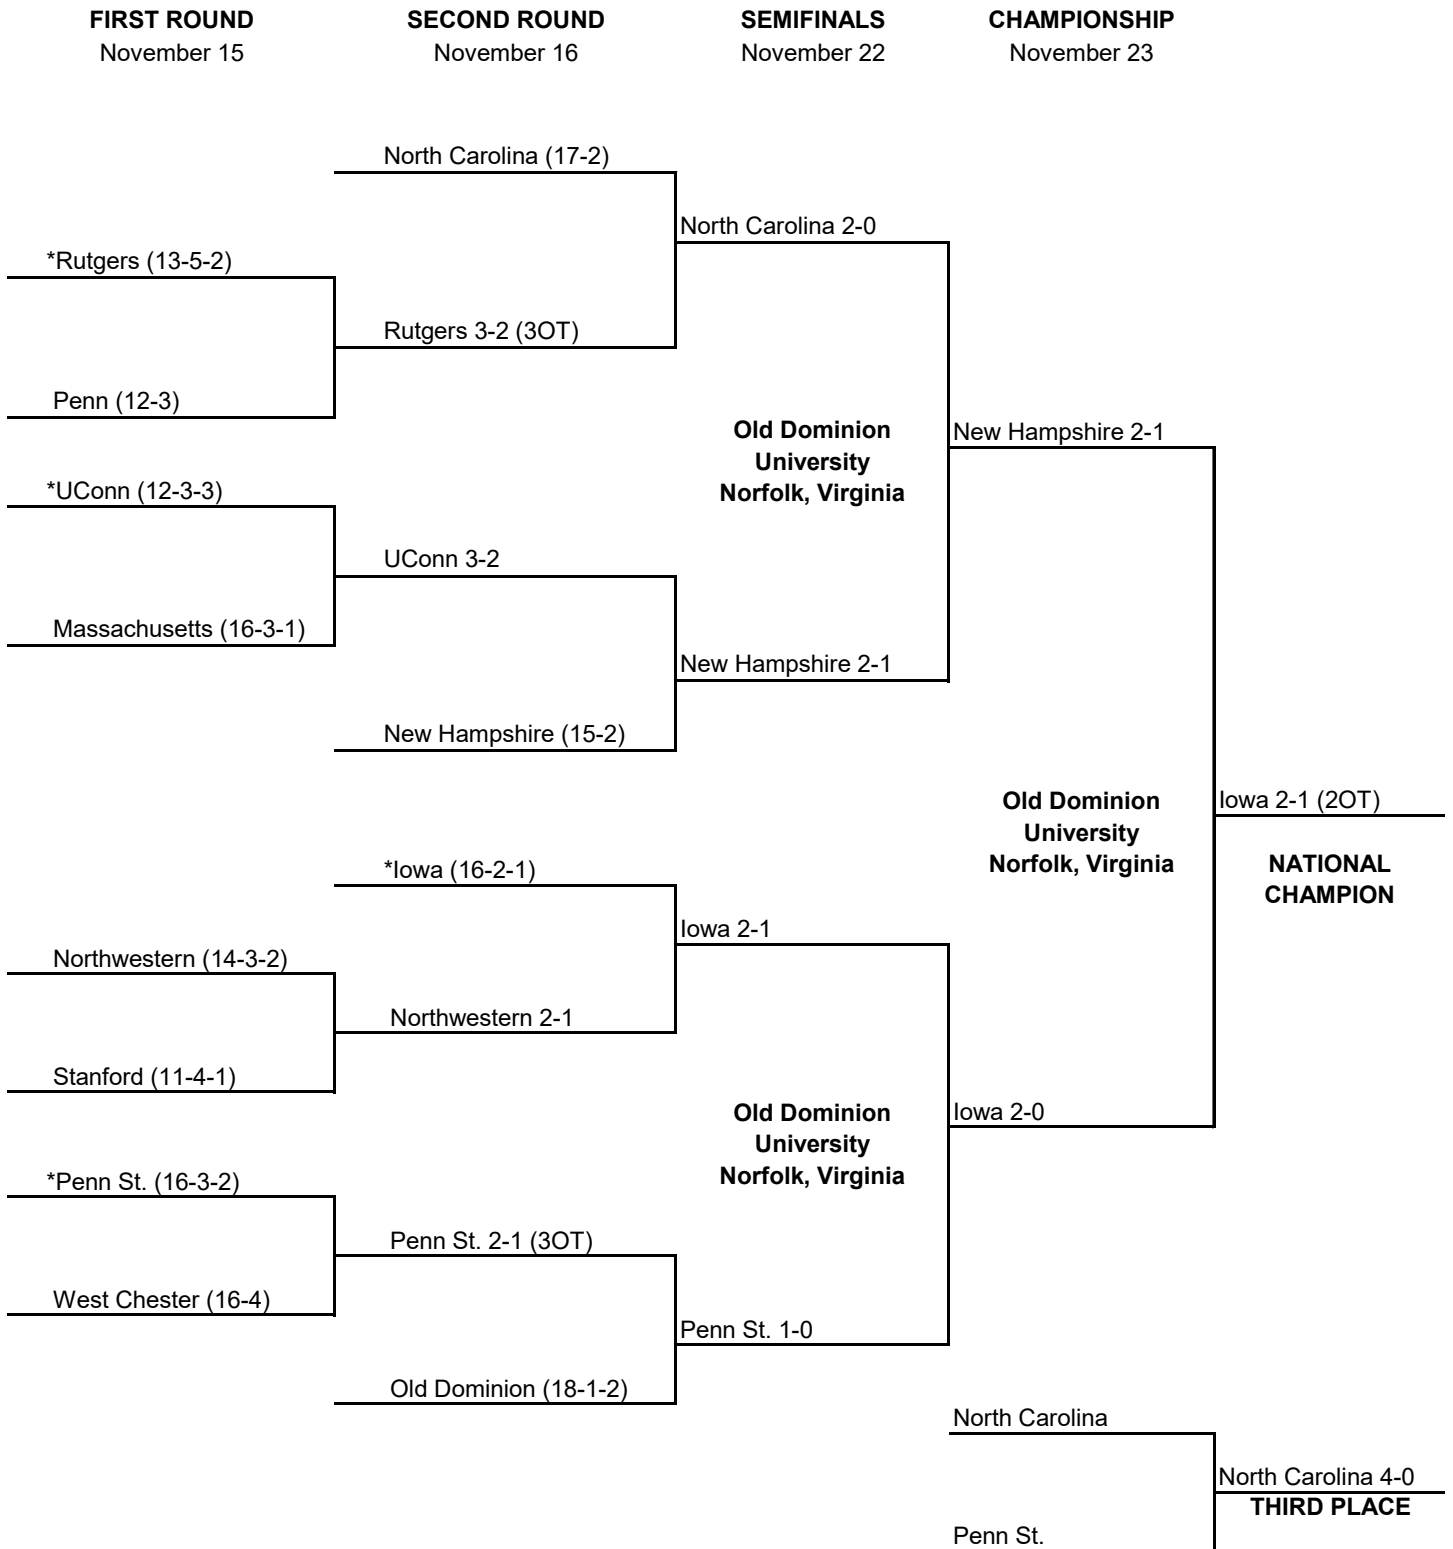 FIRST ROUND
November 15
SECOND ROUND
November 16
SEMIFINALS
November 22
CHAMPIONSHIP
November 23
North Carolina (17-2)
North Carolina 2-0
*Rutgers (13-5-2)
Rutgers 3-2 (3OT)
Penn (12-3)
Old Dominion
University
Norfolk, Virginia
New Hampshire 2-1
*UConn (12-3-3)
UConn 3-2
Massachusetts (16-3-1)
New Hampshire 2-1
New Hampshire (15-2)
Old Dominion
University
Norfolk, Virginia
Iowa 2-1 (2OT)
NATIONAL
CHAMPION
*Iowa (16-2-1)
Iowa 2-1
Northwestern (14-3-2)
Northwestern 2-1
Stanford (11-4-1)
Old Dominion
University
Norfolk, Virginia
Iowa 2-0
*Penn St. (16-3-2)
Penn St. 2-1 (3OT)
West Chester (16-4)
Penn St. 1-0
Old Dominion (18-1-2)
North Carolina
North Carolina 4-0
THIRD PLACE
Penn St.